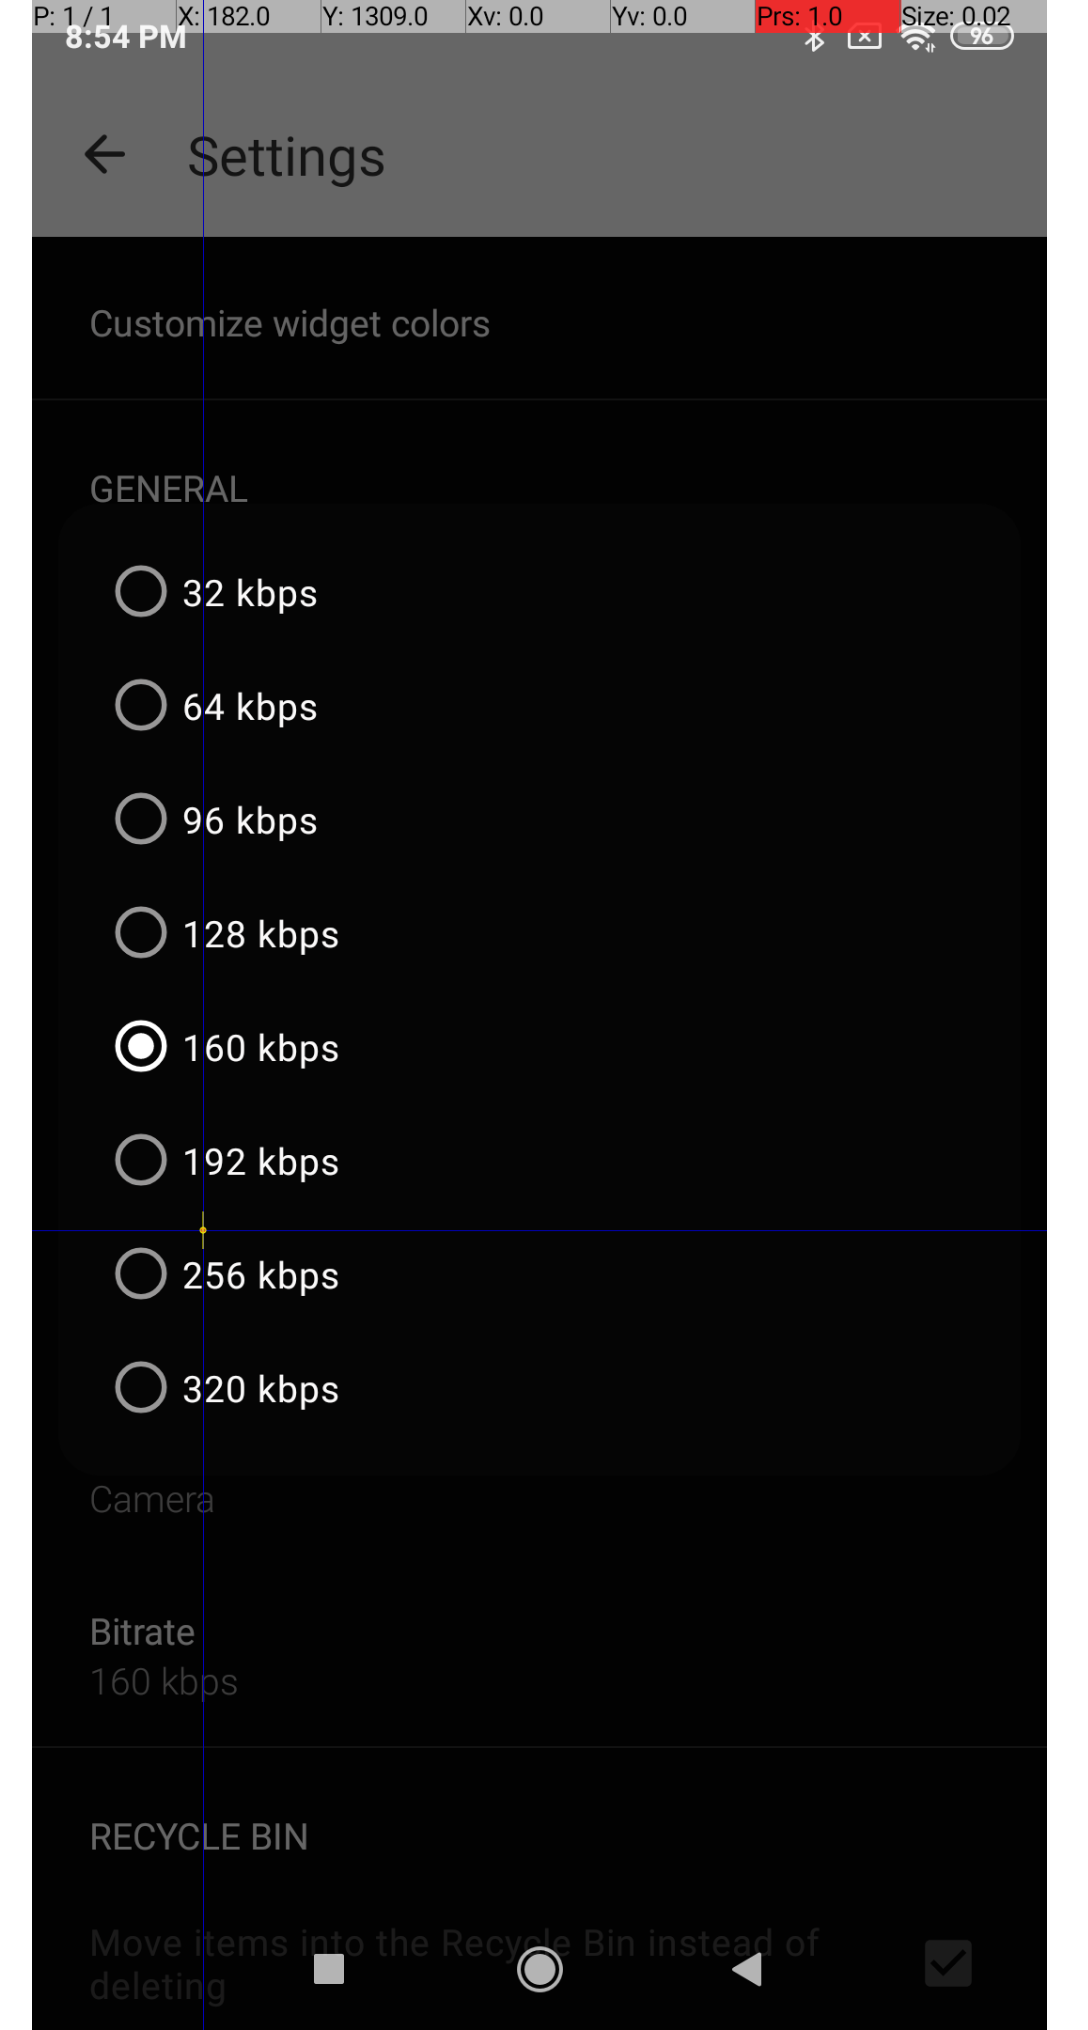 P: 1 / 1 X: 182.0 Y: 1309.0 Xv: 0.0 Yv: 0.0 Prs: 1.0 Size: 0.02
8:54 PM 96
Settings
Customize widget colors
GENERAL
32 kbps
64 kbps
96 kbps
128 kbps
160 kbps
192 kbps
256 kbps
320 kbps
Camera
Bitrate
160 kbps
RECYCLE BIN
Move items into the Recycle Bin instead of
deleting